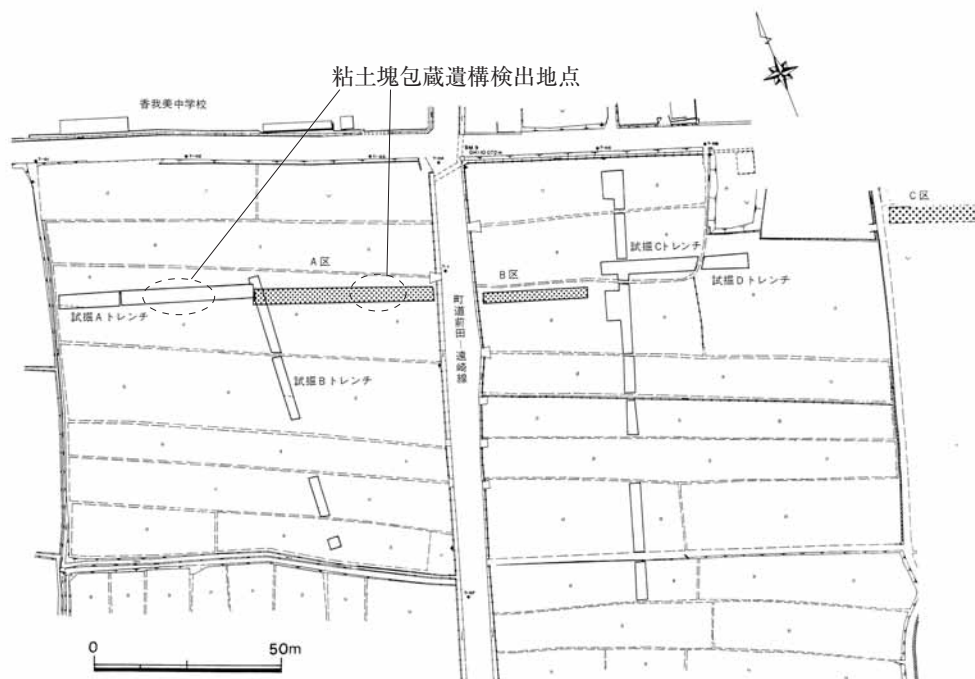 粘土塊包蔵遺構検出地点
香我美中学校
C区
試掘Cトレンチ
A区
B区
試掘Dトレンチ
試掘Aトレンチ
町道前田―遠崎線
試掘Bトレンチ
0 50m